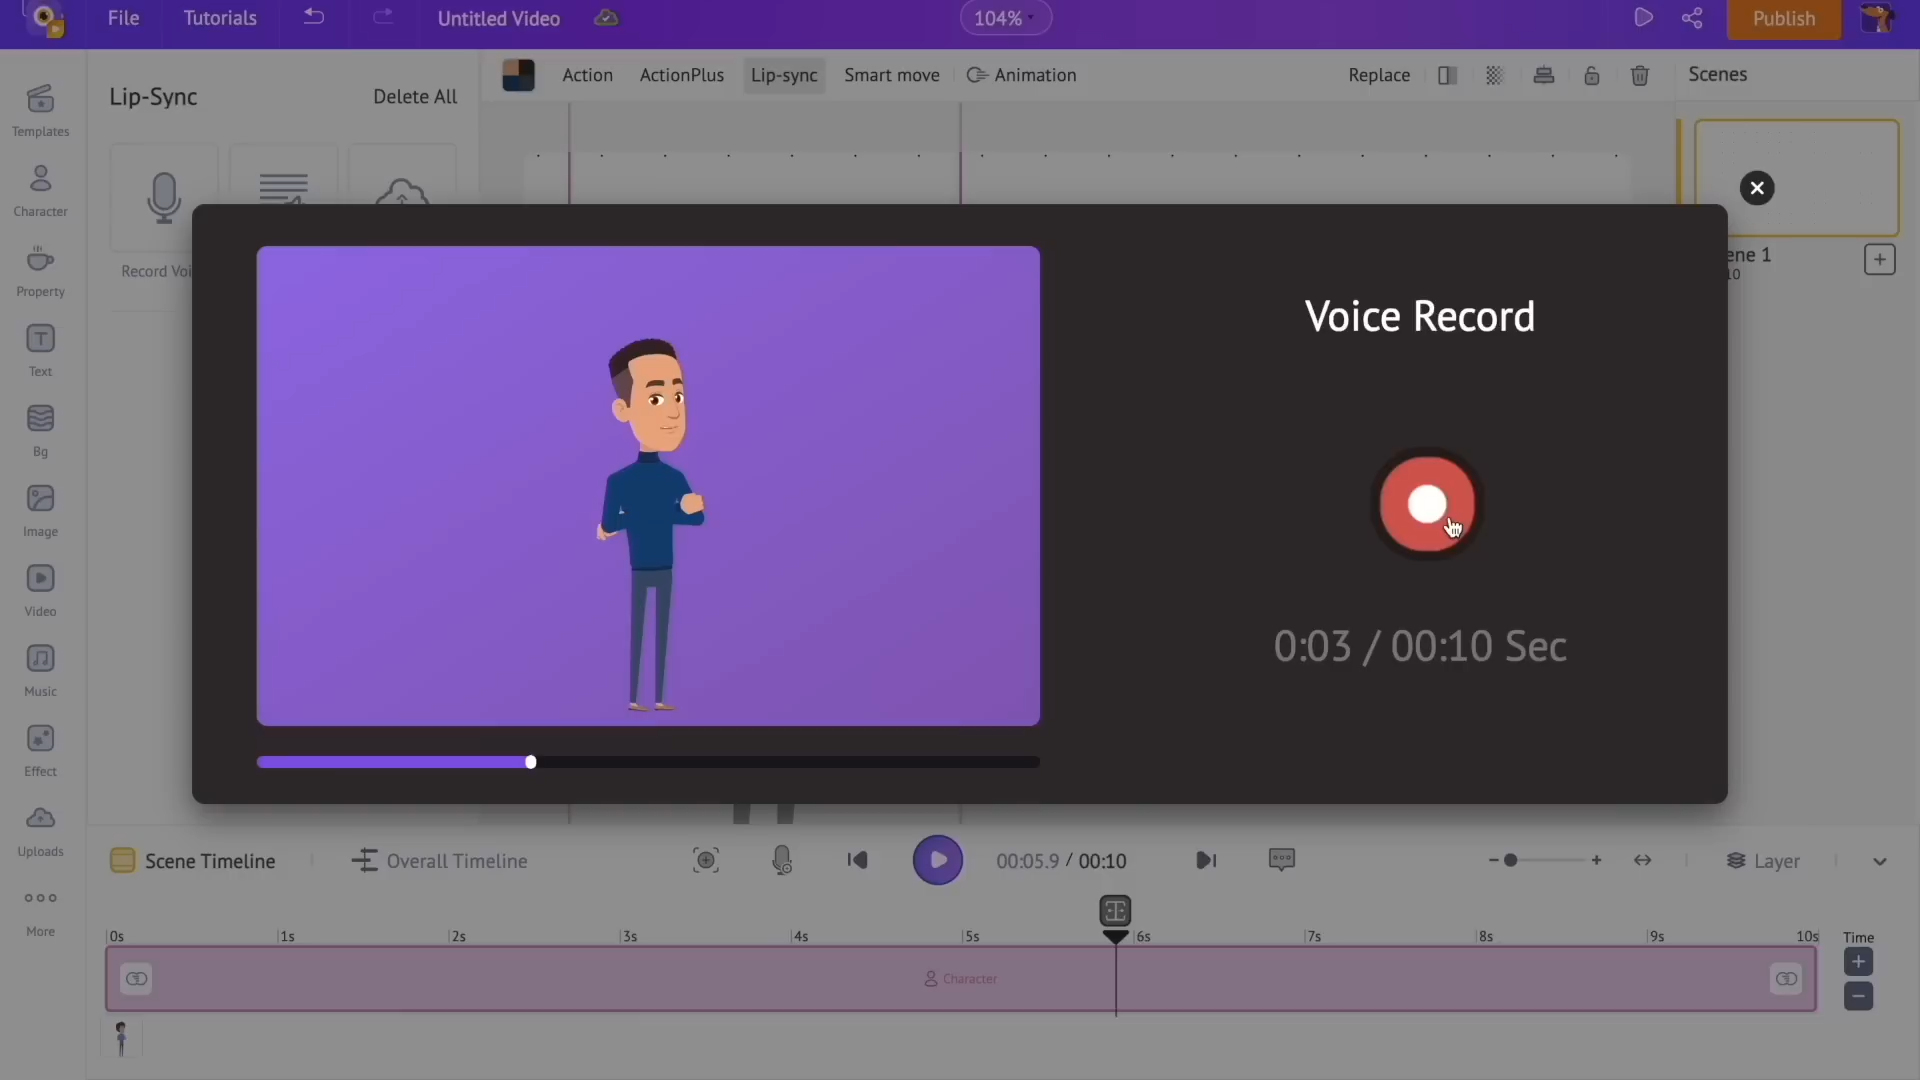 File
Tutorials
Untitled Video
104%
Publish
Templates
Character
Property
Text
Bg
Image
Video
Music
Effect
Uploads
More
Lip-Sync
Delete All
Record Voi
Action
ActionPlus
Lip-sync
Smart move
Animation
Replace
Scenes
ene 1
10
Voice Record
0:03 / 00:10 Sec
Scene Timeline
Overall Timeline
00:05.9 / 00:10
Layer
0s
1s
2s
3s
4s
5s
6s
7s
8s
9s
10s
Time
Character